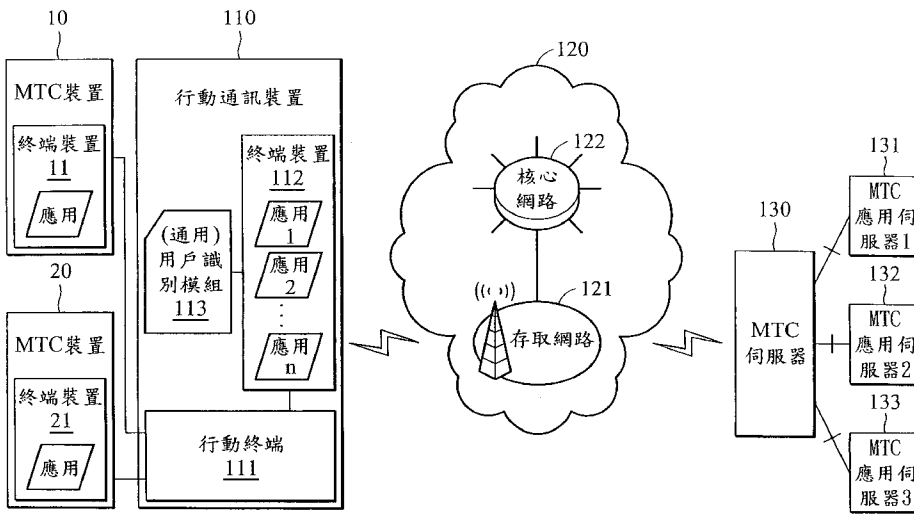 10
MTC裝置
終端裝置
11
應用
20
MTC裝置
終端裝置
21
應用
110
行動通訊裝置
終端裝置
112
應用
1
應用
2
應用
n
(通用)
用戶識
別模組
113
行動終端
111
120
122
核心
網路
121
存取網路
130
MTC
伺服器
131
MTC
應用伺
服器1
132
MTC
應用伺
服器2
133
MTC
應用伺
服器3